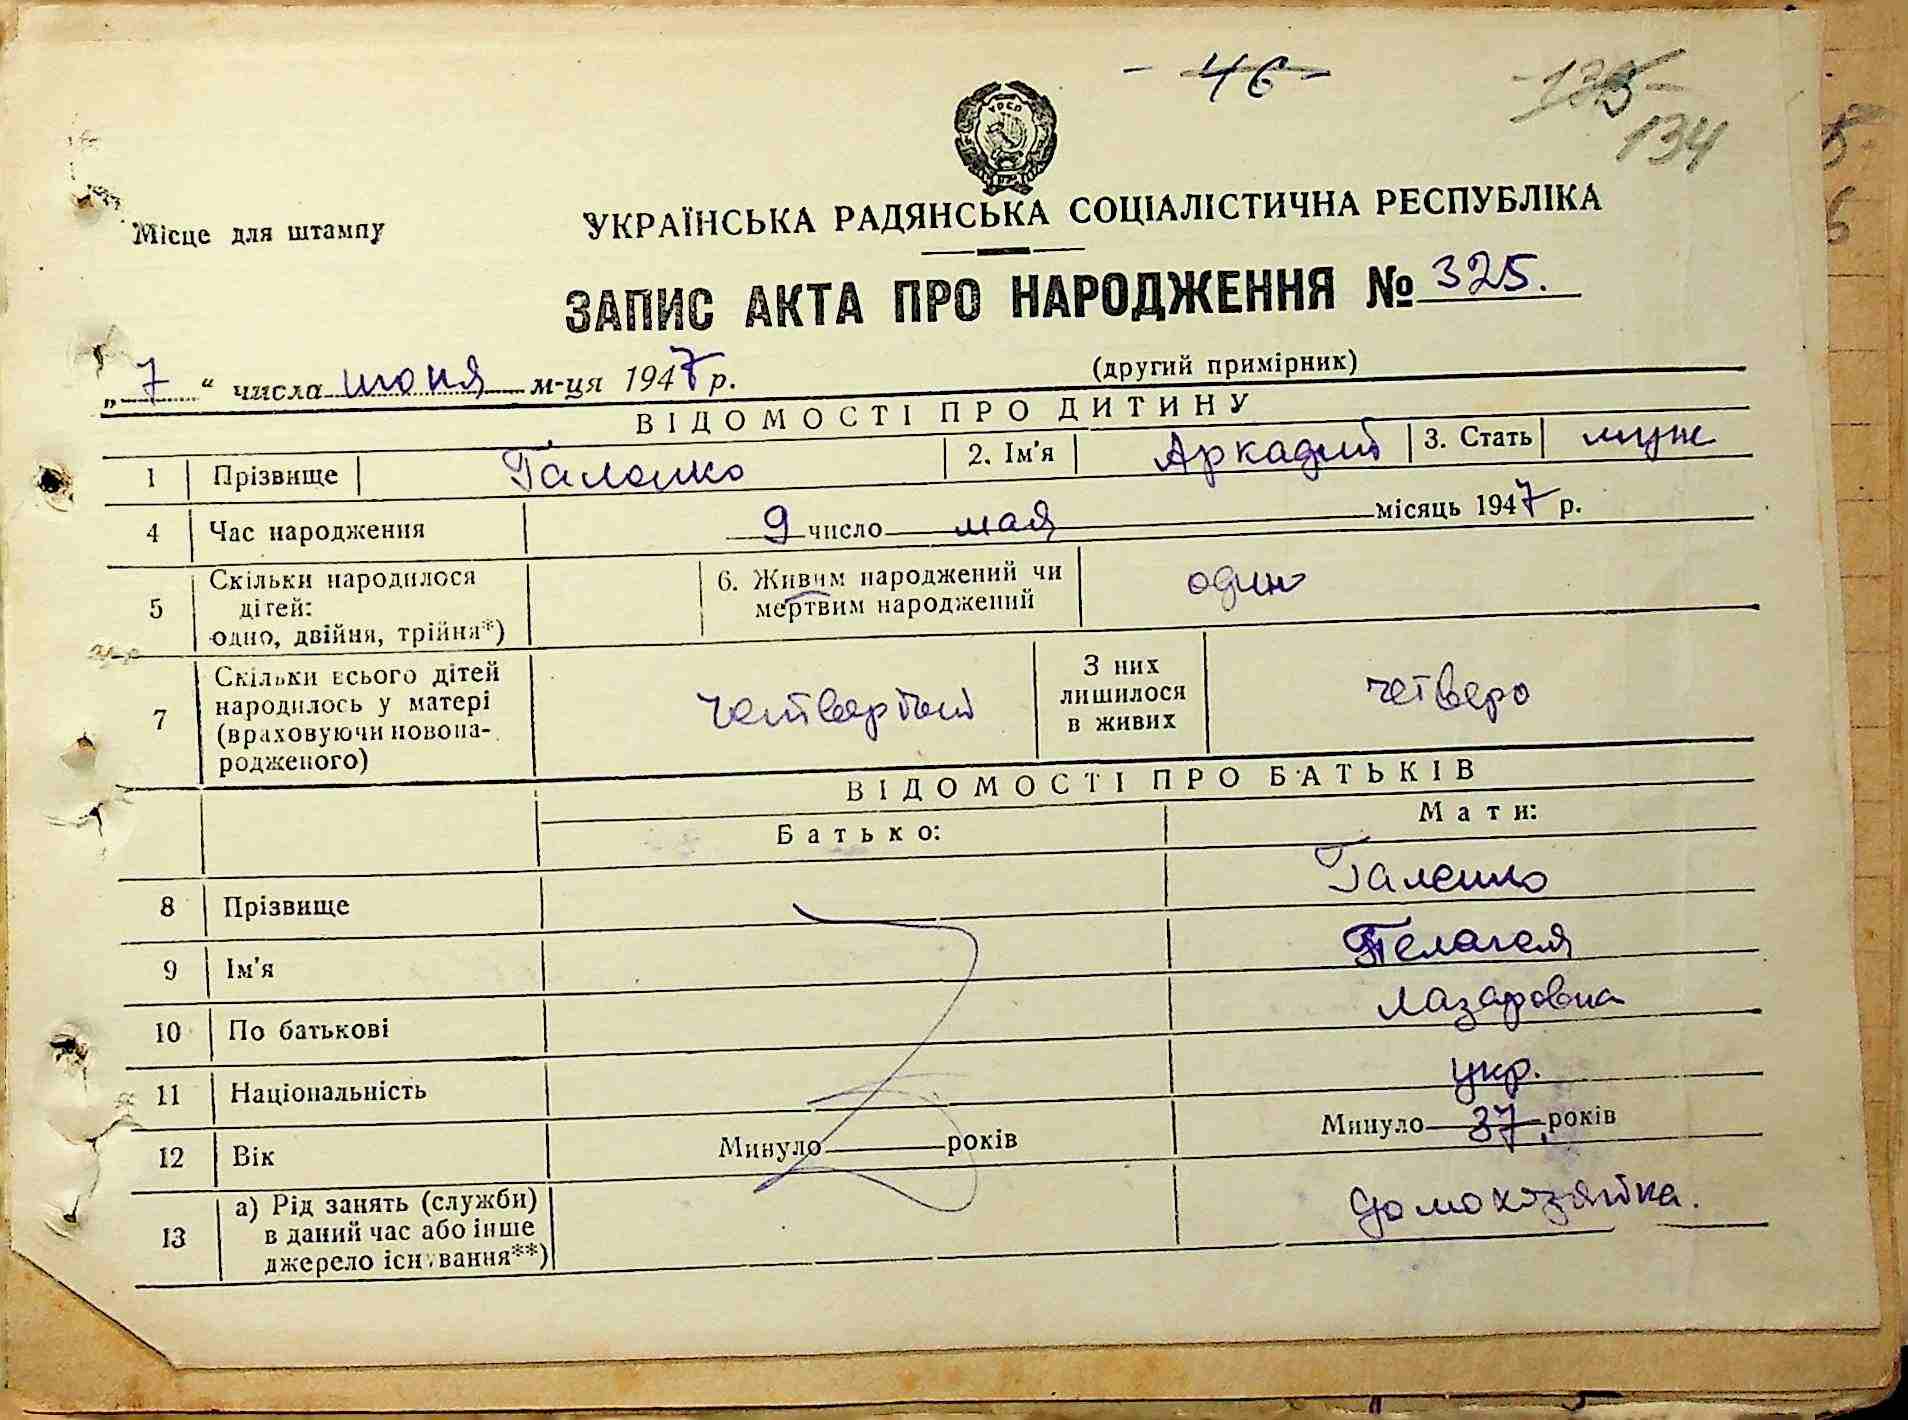 - 46 -
- 133 -
134
Місце для штампу
УКРАЇНСЬКА РАДЯНСЬКА СОЦІАЛІСТИЧНА РЕСПУБЛІКА
ЗАПИС АКТА ПРО НАРОДЖЕННЯ № 325.
„ 7 “ числа июня м-ця 1947 р.
(другий примірник)
ВІДОМОСТІ ПРО ДИТИНУ
1 Прізвище Галенко 2. Ім'я Аркадий 3. Стать муж
4 Час народження 9 число мая місяць 1947 р.
5 Скільки народилося дітей: одно, двійня, трійня*) 6. Живим народжений чи мертвим народжений один
7 Скільки всього дітей народилось у матері (враховуючи новонародженого) четвертый З них лишилося в живих четверо
ВІДОМОСТІ ПРО БАТЬКІВ
Батько: Мати:
8 Прізвище Галенко
9 Ім'я Пелагея
10 По батькові Лазаровна
11 Національність укр.
12 Вік Минуло років Минуло 37 років
13 а) Рід занять (служби) в даний час або інше джерело існування**) домохозяйка.